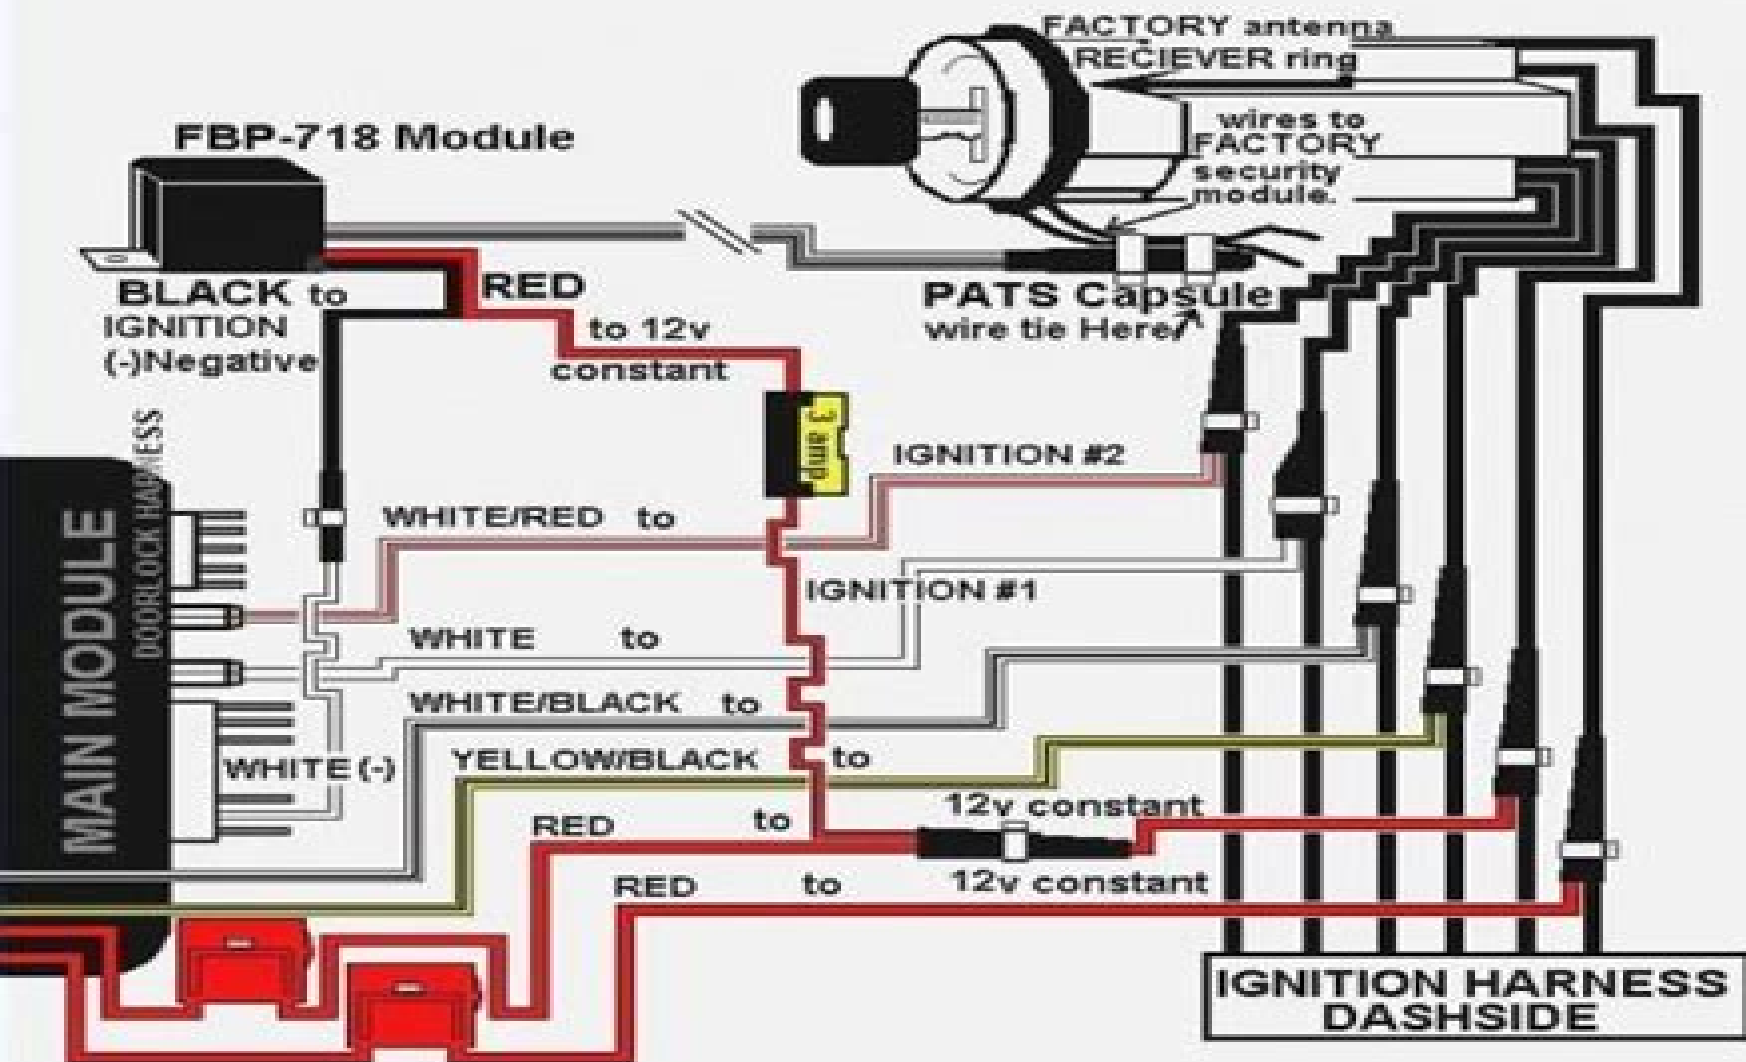 FACTORY antenna
RECIEVER ring
wires to
FACTORY
security
module.
FBP-718 Module
BLACK to
IGNITION
(-)Negative
RED
to 12v
constant
PATS Capsule
wire tie Here
3 amp
IGNITION #2
WHITE/RED to
IGNITION #1
WHITE to
WHITE/BLACK to
YELLOW/BLACK to
WHITE (-)
RED to
12v constant
RED to
12v constant
MAIN MODULE
DOORLOCK HARNESS
IGNITION HARNESS
DASHSIDE